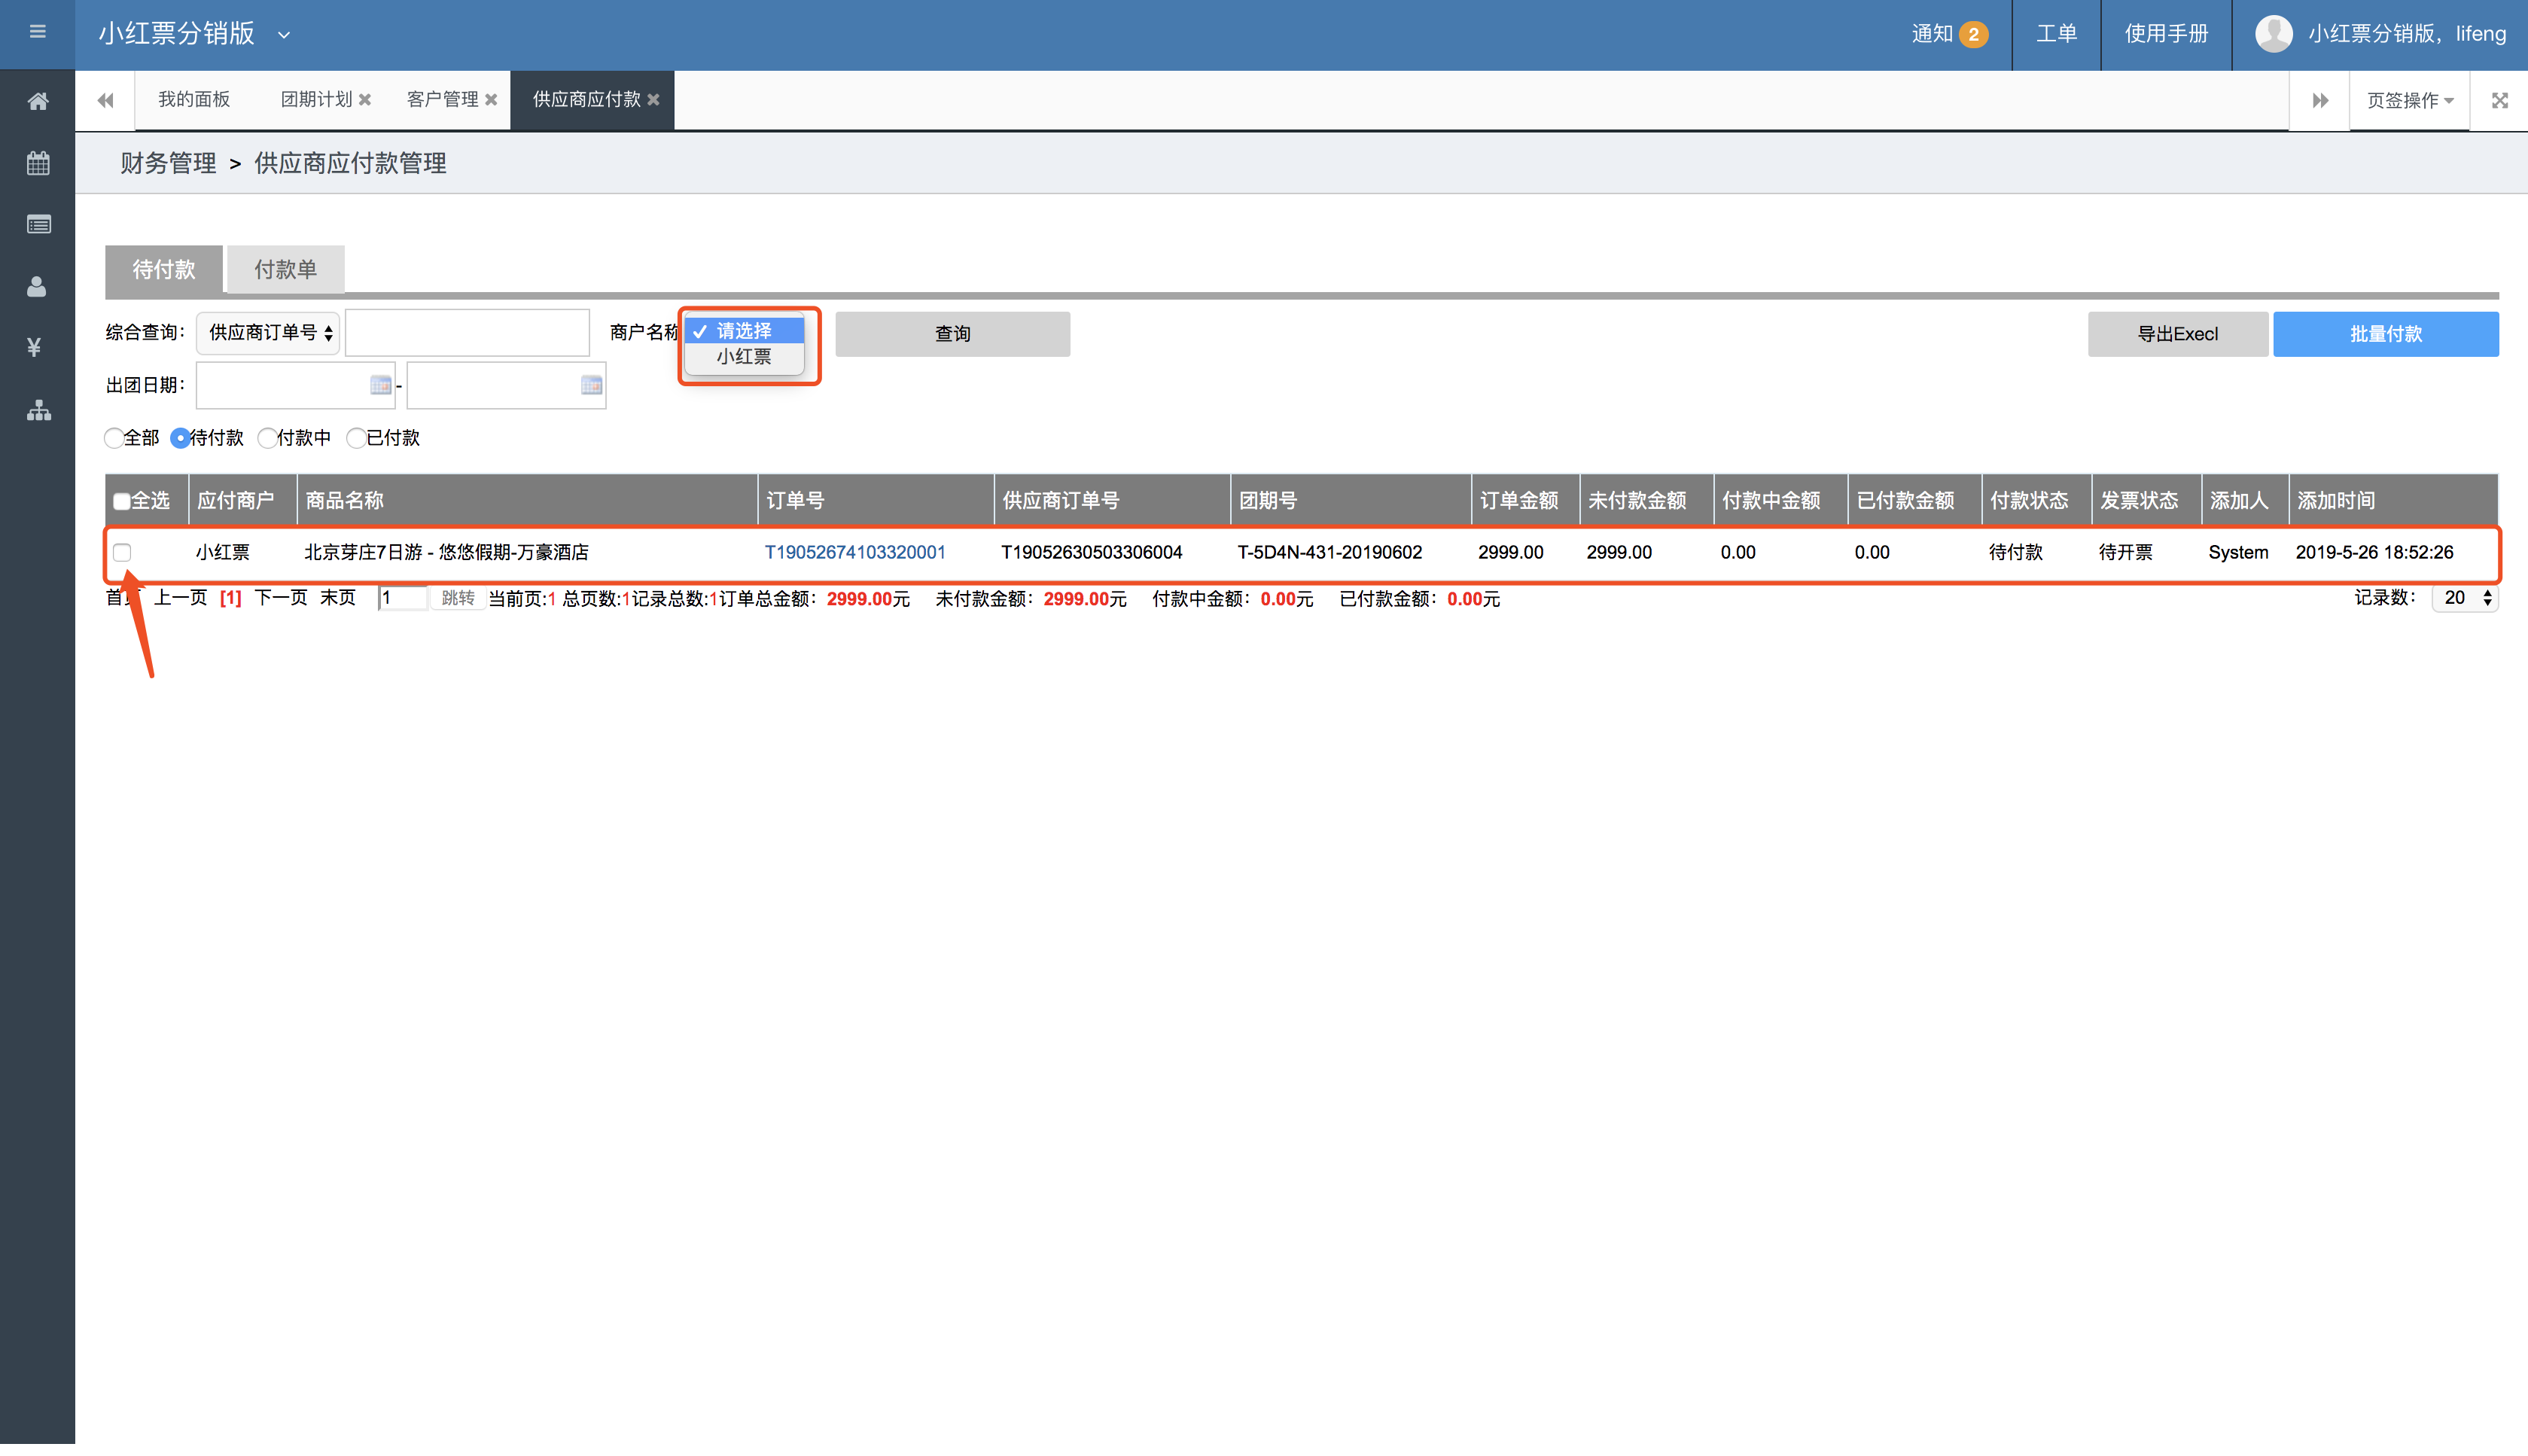 小红票分销版
通知 2 工单 使用手册 小红票分销版，lifeng
我的面板 团期计划 客户管理 供应商应付款 页签操作
财务管理 > 供应商应付款管理
待付款 付款单
综合查询： 供应商订单号 商户名称 请选择 查询 导出Execl 批量付款
小红票
出团日期： -
全部 待付款 付款中 已付款
全选 应付商户 商品名称 订单号 供应商订单号 团期号 订单金额 未付款金额 付款中金额 已付款金额 付款状态 发票状态 添加人 添加时间
小红票 北京芽庄7日游 - 悠悠假期-万豪酒店 T19052674103320001 T19052630503306004 T-5D4N-431-20190602 2999.00 2999.00 0.00 0.00 待付款 待开票 System 2019-5-26 18:52:26
首页 上一页 [1] 下一页 末页 1 跳转 当前页:1 总页数:1记录总数:1订单总金额：2999.00元 未付款金额：2999.00元 付款中金额：0.00元 已付款金额：0.00元 记录数： 20